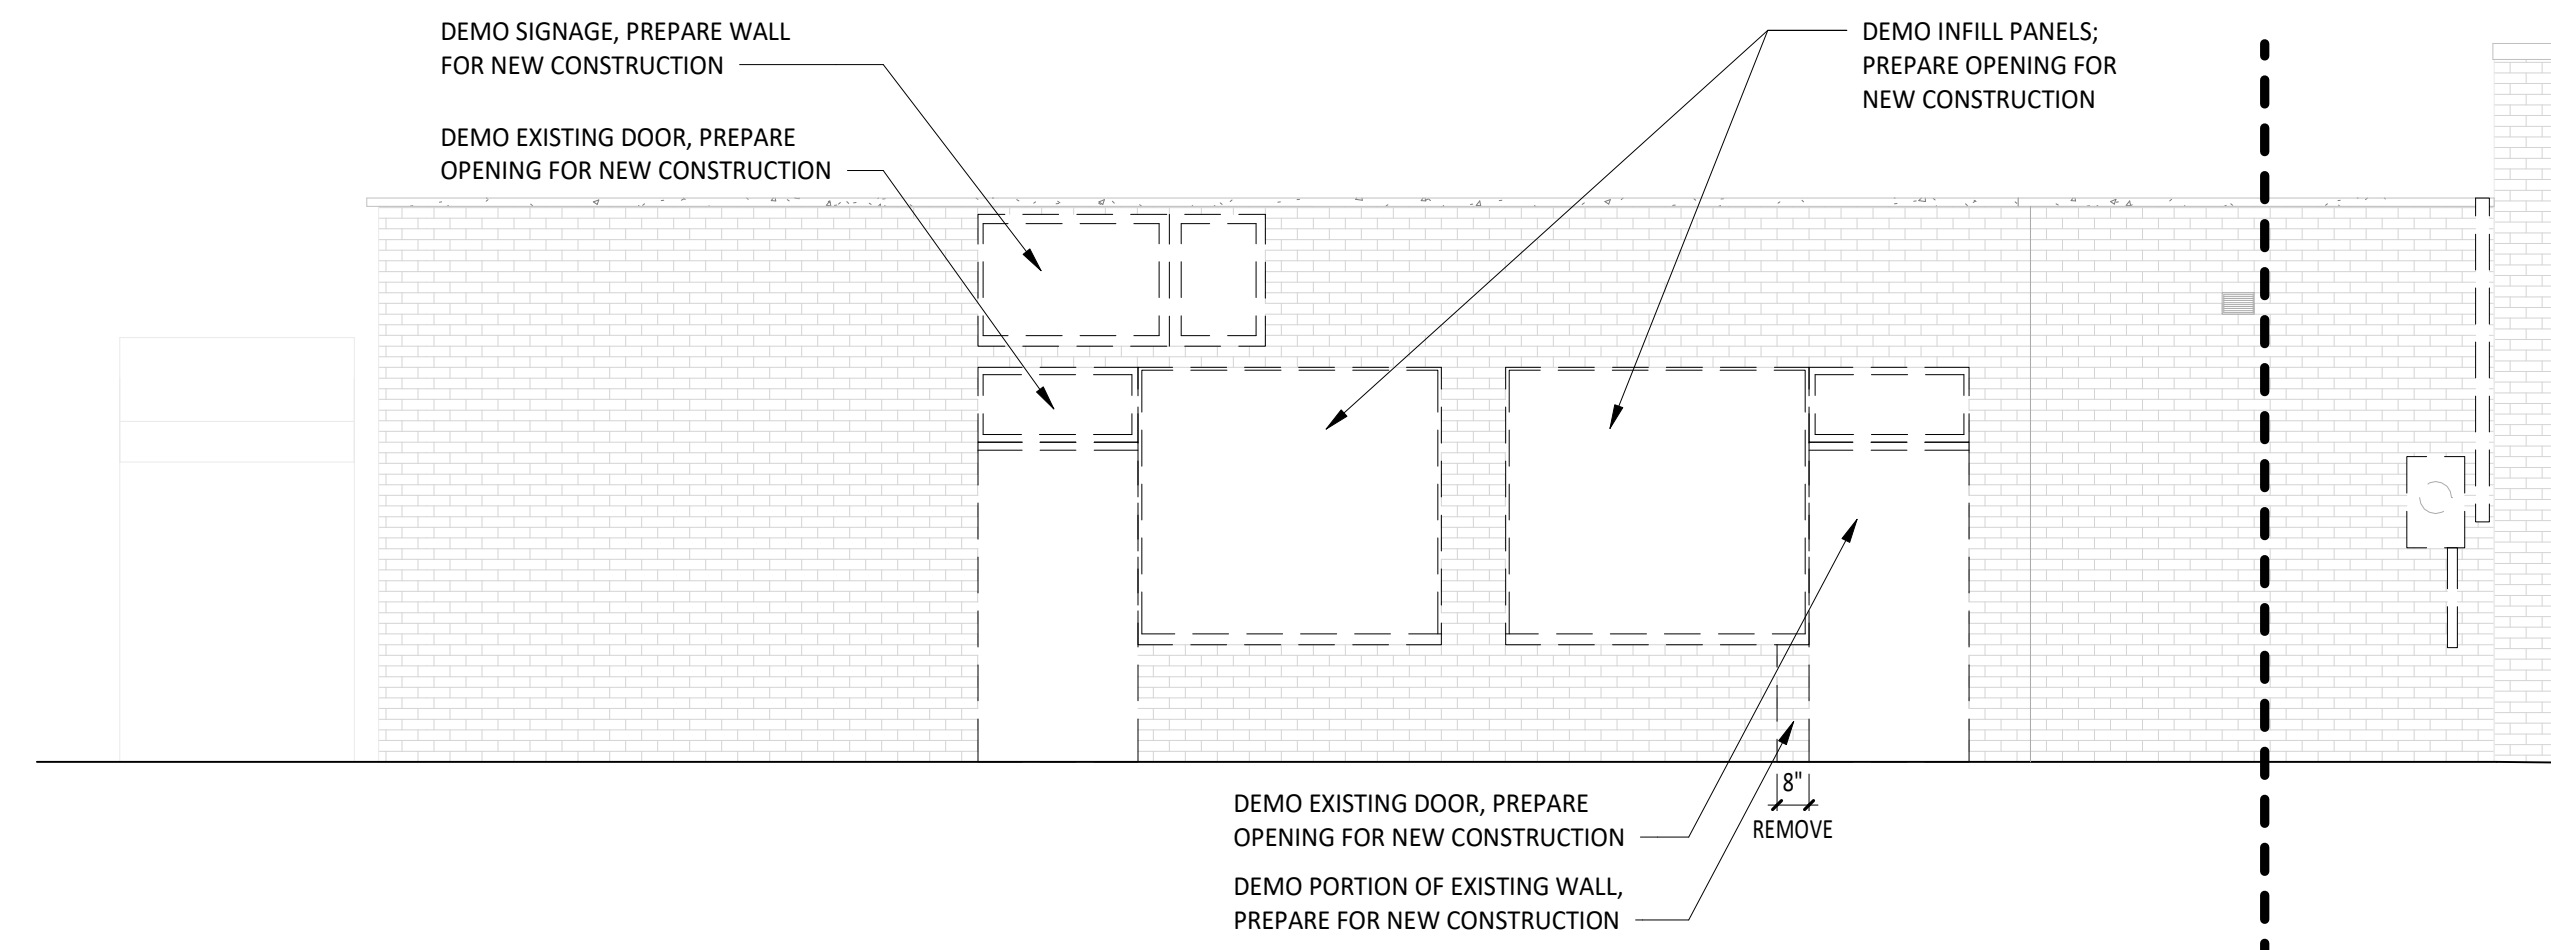 DEMO SIGNAGE, PREPARE WALL
FOR NEW CONSTRUCTION
DEMO EXISTING DOOR, PREPARE
OPENING FOR NEW CONSTRUCTION
DEMO INFILL PANELS;
PREPARE OPENING FOR
NEW CONSTRUCTION
8"
REMOVE
DEMO EXISTING DOOR, PREPARE
OPENING FOR NEW CONSTRUCTION
DEMO PORTION OF EXISTING WALL,
PREPARE FOR NEW CONSTRUCTION